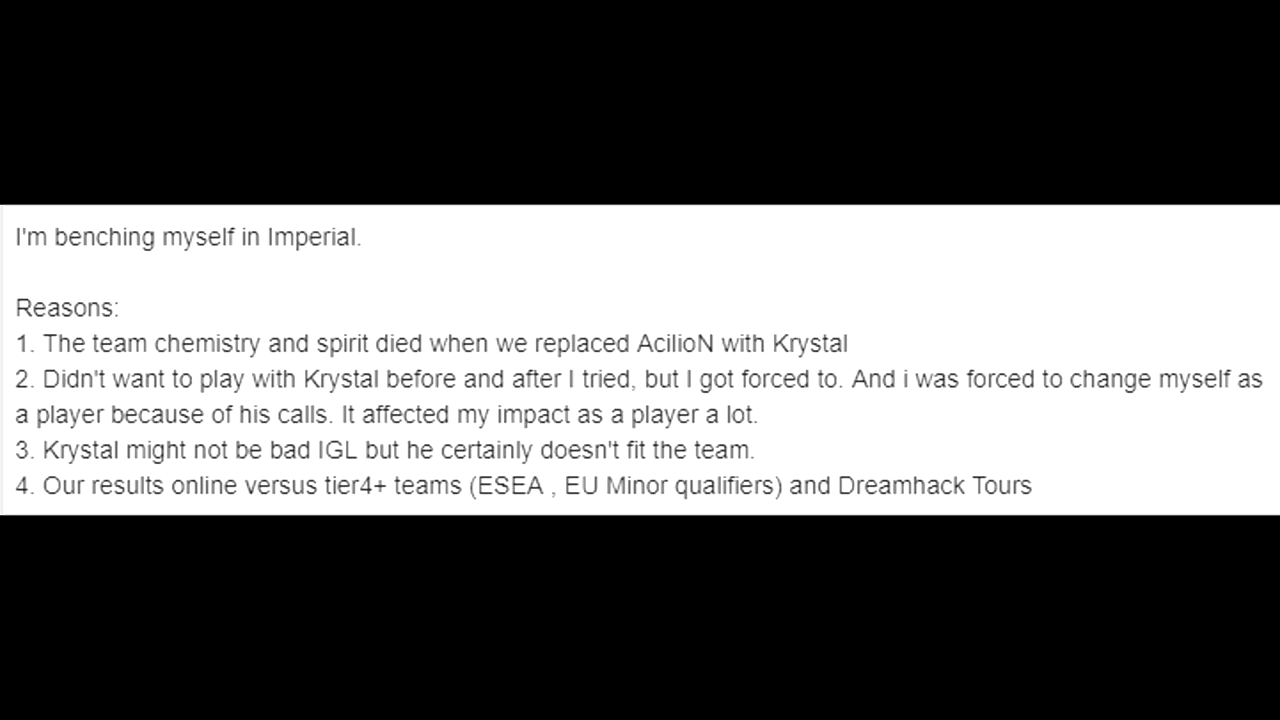 I'm benching myself in Imperial.
Reasons:
1. The team chemistry and spirit died when we replaced AcilioN with Krystal
2. Didn't want to play with Krystal before and after I tried, but I got forced to. And i was forced to change myself as
a player because of his calls. It affected my impact as a player a lot.
3. Krystal might not be bad IGL but he certainly doesn't fit the team.
4. Our results online versus tier4+ teams (ESEA , EU Minor qualifiers) and Dreamhack Tours